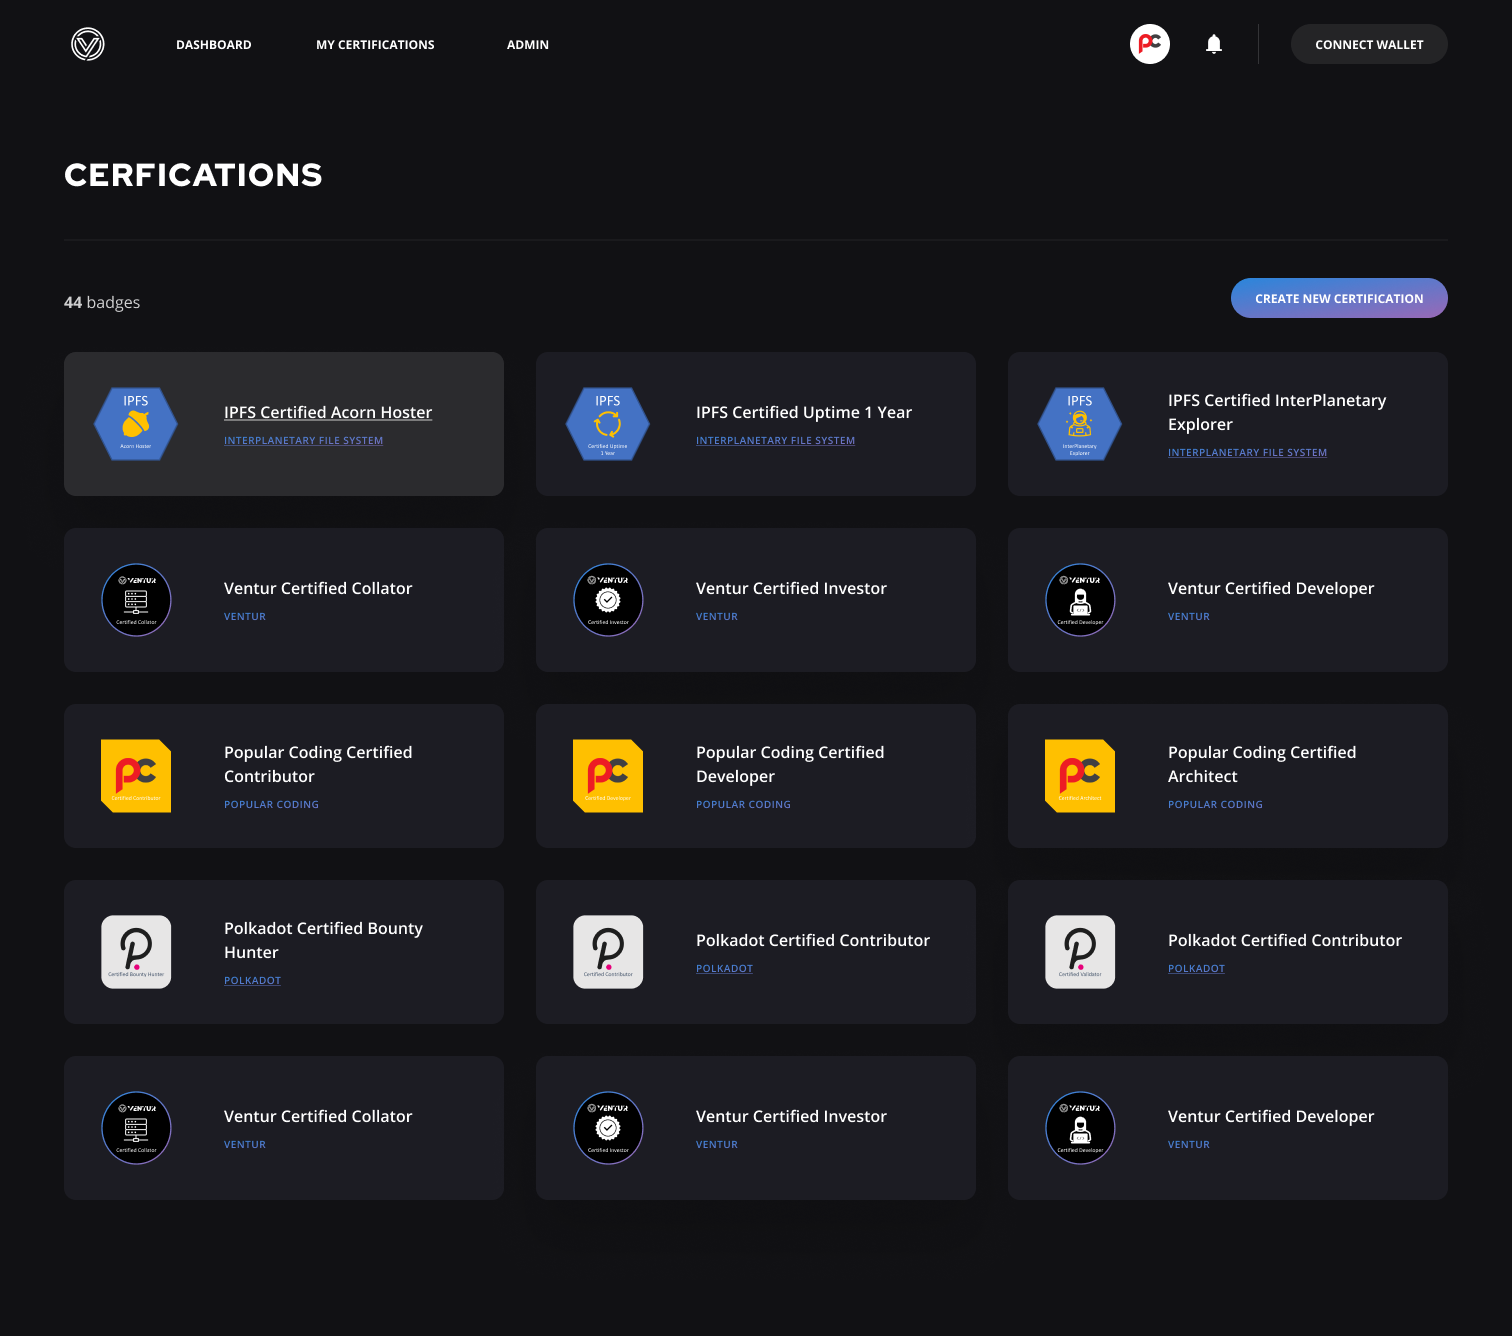 DASHBOARD
MY CERTIFICATIONS
ADMIN
pc
CONNECT WALLET
CERFICATIONS
44 badges
CREATE NEW CERTIFICATION
IPFS
Acorn Hoster
IPFS Certified Acorn Hoster
INTERPLANETARY FILE SYSTEM
IPFS
Certified Uptime
1 Year
IPFS Certified Uptime 1 Year
INTERPLANETARY FILE SYSTEM
IPFS
InterPlanetary
Explorer
IPFS Certified InterPlanetary
Explorer
INTERPLANETARY FILE SYSTEM
VENTUR
Certified Collator
Ventur Certified Collator
VENTUR
VENTUR
Certified Investor
Ventur Certified Investor
VENTUR
VENTUR
Certified Developer
Ventur Certified Developer
VENTUR
pc
Certified Contributor
Popular Coding Certified
Contributor
POPULAR CODING
pc
Certified Developer
Popular Coding Certified
Developer
POPULAR CODING
pc
Certified Architect
Popular Coding Certified
Architect
POPULAR CODING
Certified Bounty Hunter
Polkadot Certified Bounty
Hunter
POLKADOT
Certified Contributor
Polkadot Certified Contributor
POLKADOT
Certified Validator
Polkadot Certified Contributor
POLKADOT
VENTUR
Certified Collator
Ventur Certified Collator
VENTUR
VENTUR
Certified Investor
Ventur Certified Investor
VENTUR
VENTUR
Certified Developer
Ventur Certified Developer
VENTUR